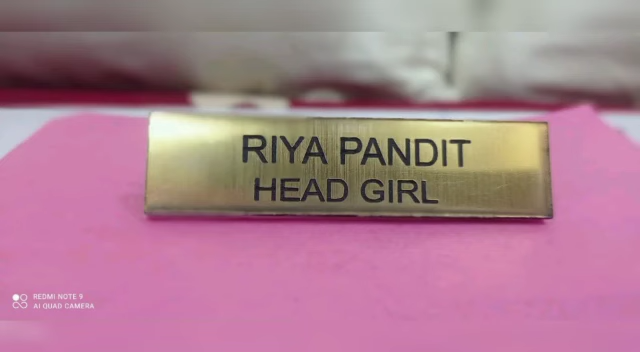 RIYA PANDIT
HEAD GIRL
REDMI NOTE 9
AI QUAD CAMERA